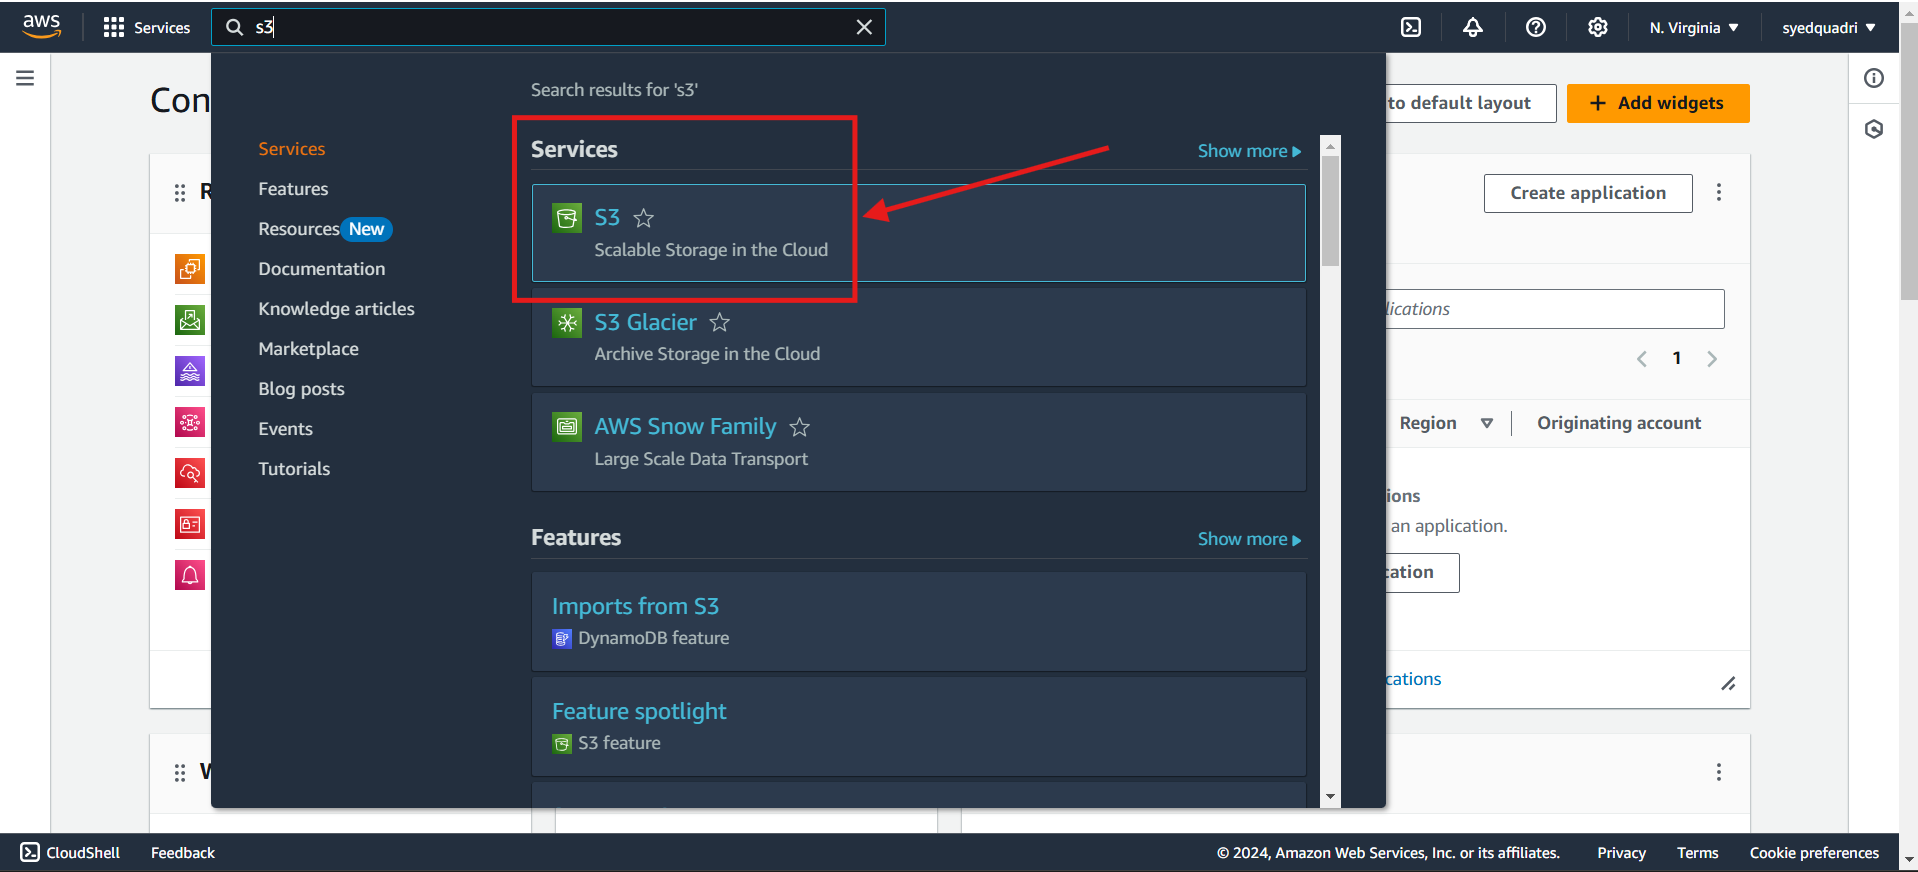 aws
Services
s3
N. Virginia
syedquadri
Con
to default layout
Add widgets
Search results for 's3'
Services
Features
Resources New
Documentation
Knowledge articles
Marketplace
Blog posts
Events
Tutorials
Services
Show more
S3
Scalable Storage in the Cloud
S3 Glacier
Archive Storage in the Cloud
AWS Snow Family
Large Scale Data Transport
Features
Show more
Imports from S3
DynamoDB feature
Feature spotlight
S3 feature
R
W
Create application
lications
1
Region
Originating account
ions
an application.
cation
cations
CloudShell
Feedback
© 2024, Amazon Web Services, Inc. or its affiliates.
Privacy
Terms
Cookie preferences